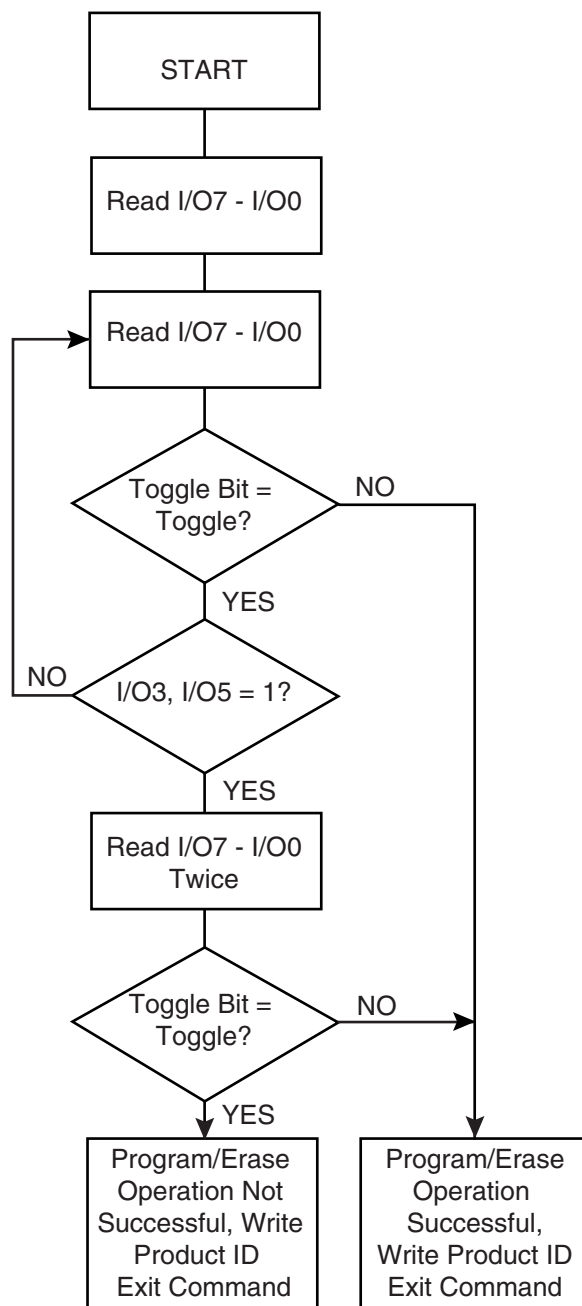 START
Read I/O7 - I/O0
Read I/O7 - I/O0
Toggle Bit =
Toggle?
NO
YES
NO
I/O3, I/O5 = 1?
YES
Read I/O7 - I/O0
Twice
Toggle Bit =
Toggle?
NO
YES
Program/Erase
Operation Not
Successful, Write
Product ID
Exit Command
Program/Erase
Operation
Successful,
Write Product ID
Exit Command